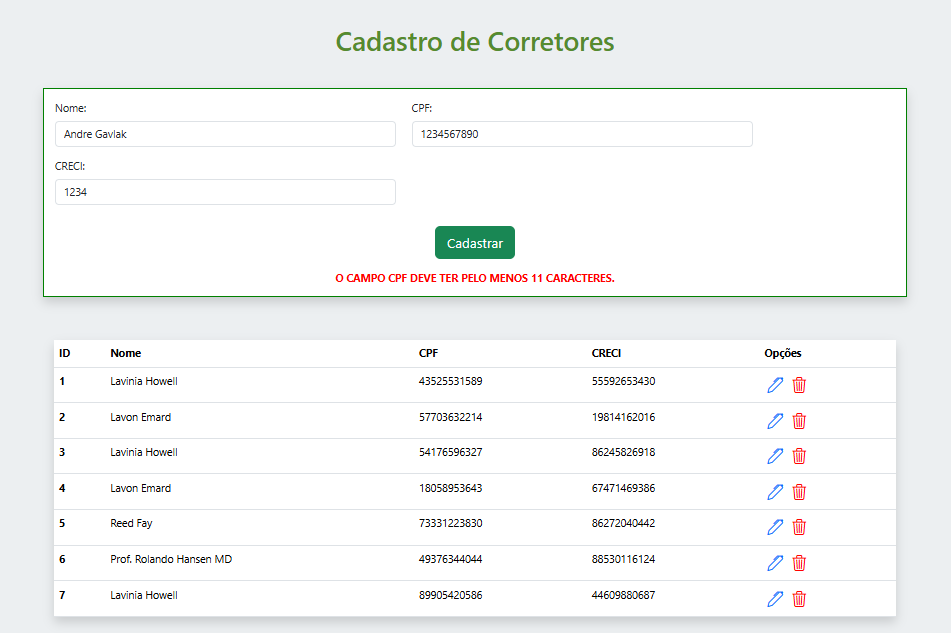 Cadastro de Corretores
Nome: CPF:
Andre Gavlak 1234567890
CRECI:
1234
Cadastrar
O CAMPO CPF DEVE TER PELO MENOS 11 CARACTERES.
ID Nome CPF CRECI Opções
1 Lavinia Howell 43525531589 55592653430
2 Lavon Emard 57703632214 19814162016
3 Lavinia Howell 54176596327 86245826918
4 Lavon Emard 18058953643 67471469386
5 Reed Fay 73331223830 86272040442
6 Prof. Rolando Hansen MD 49376344044 88530116124
7 Lavinia Howell 89905420586 44609880687